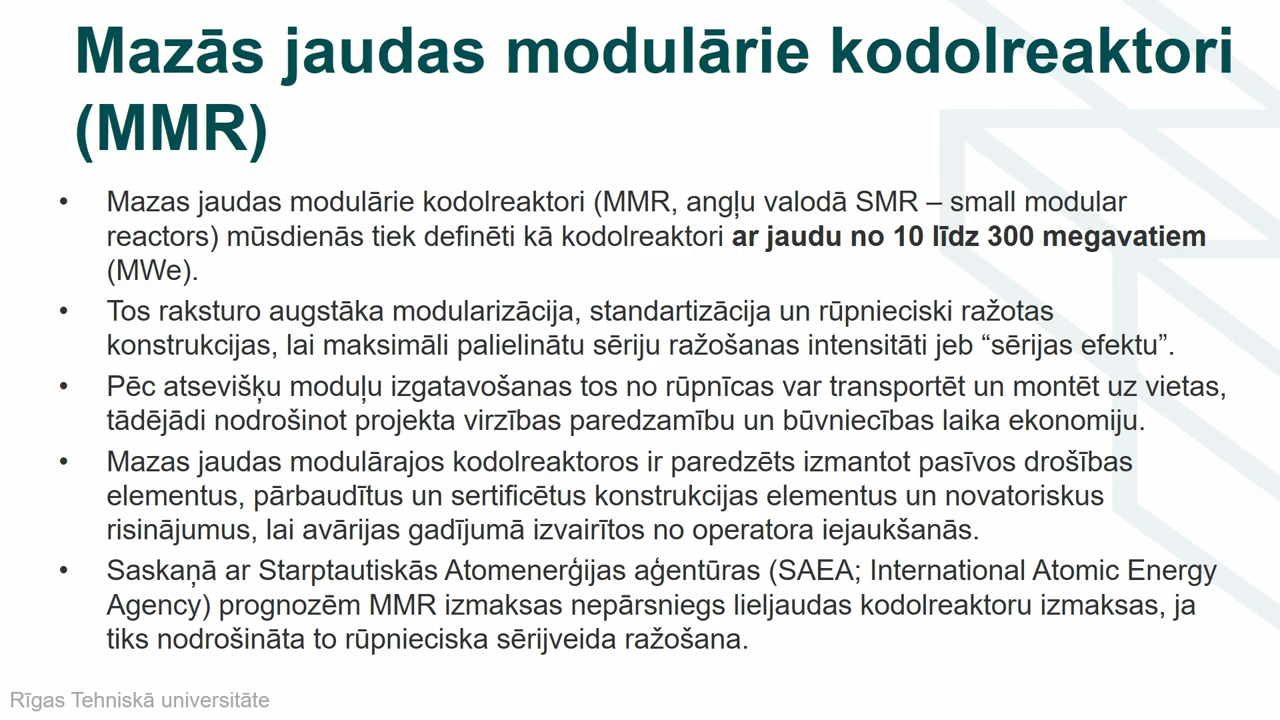 Mazās jaudas modulārie kodolreaktori
(MMR)
• Mazas jaudas modulārie kodolreaktori (MMR, angļu valodā SMR – small modular
reactors) mūsdienās tiek definēti kā kodolreaktori ar jaudu no 10 līdz 300 megavatiem
(MWe).
• Tos raksturo augstāka modularizācija, standartizācija un rūpnieciski ražotas
konstrukcijas, lai maksimāli palielinātu sēriju ražošanas intensitāti jeb “sērijas efektu”.
• Pēc atsevišķu moduļu izgatavošanas tos no rūpnīcas var transportēt un montēt uz vietas,
tādējādi nodrošinot projekta virzības paredzamību un būvniecības laika ekonomiju.
• Mazas jaudas modulārajos kodolreaktoros ir paredzēts izmantot pasīvos drošības
elementus, pārbaudītus un sertificētus konstrukcijas elementus un novatoriskus
risinājumus, lai avārijas gadījumā izvairītos no operatora iejaukšanās.
• Saskaņā ar Starptautiskās Atomenerģijas aģentūras (SAEA; International Atomic Energy
Agency) prognozēm MMR izmaksas nepārsniegs lieljaudas kodolreaktoru izmaksas, ja
tiks nodrošināta to rūpnieciska sērijveida ražošana.
Rīgas Tehniskā universitāte